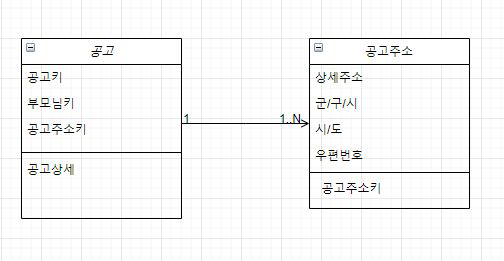 공고
공고키
부모님키
공고주소키
공고상세
1
1..N
공고주소
상세주소
군/구/시
시/도
우편번호
공고주소키